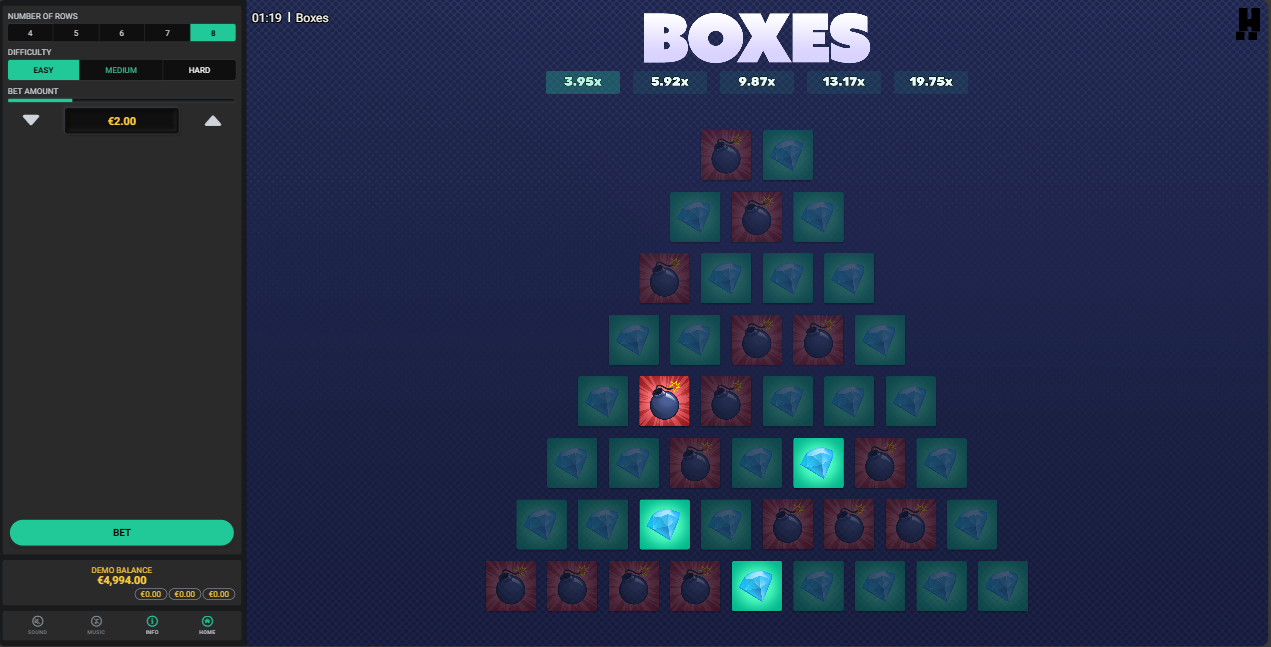 NUMBER OF ROWS
4 5 6 7 8
DIFFICULTY
EASY MEDIUM HARD
BET AMOUNT
€2.00
BET
DEMO BALANCE
€4,994.00
€0.00 €0.00 €0.00
SOUND MUSIC INFO HOME
01:19 | Boxes
BOXES
3.95x 5.92x 9.87x 13.17x 19.75x